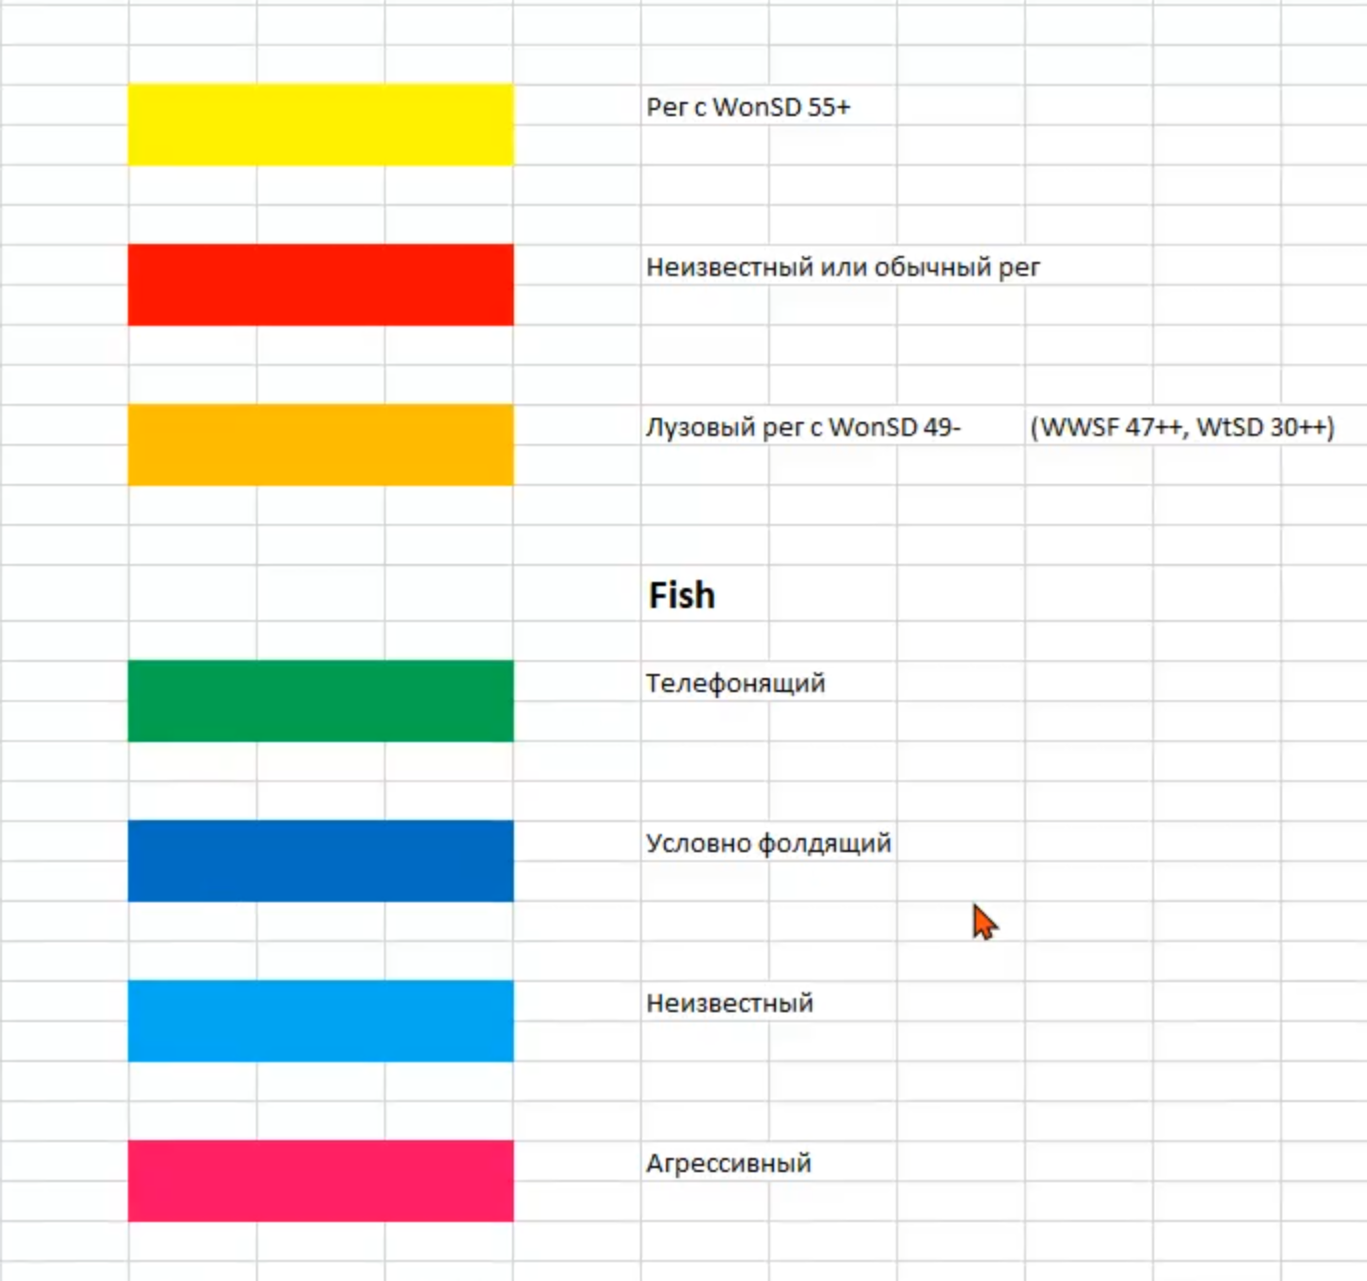 Рег с WonSD 55+
Неизвестный или обычный рег
Лузовый рег с WonSD 49- (WWSF 47++, WtSD 30++)
Fish
Телефонящий
Условно фолдящий
Неизвестный
Агрессивный